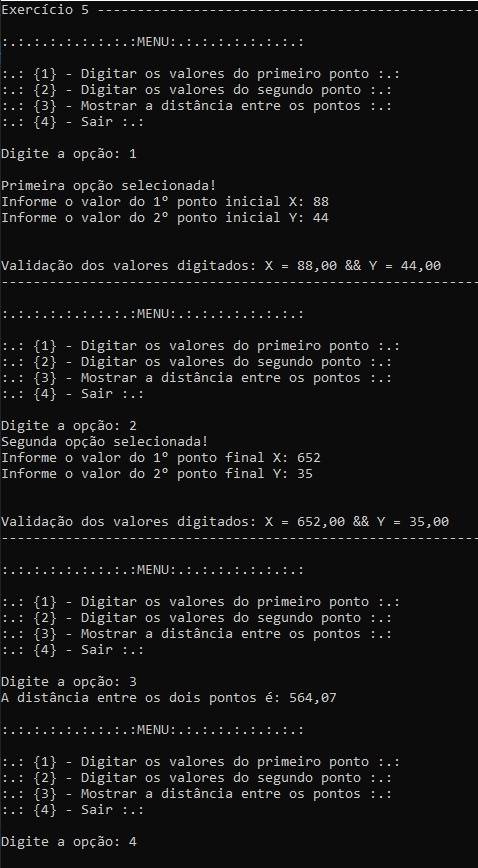 Exercício 5 ------------------------------------------------
:.:.:.:.:.:.:.:.:MENU:.:.:.:.:.:.:.:.:
:.: {1} - Digitar os valores do primeiro ponto :.:
:.: {2} - Digitar os valores do segundo ponto :.:
:.: {3} - Mostrar a distância entre os pontos :.:
:.: {4} - Sair :.:
Digite a opção: 1
Primeira opção selecionada!
Informe o valor do 1º ponto inicial X: 88
Informe o valor do 2º ponto inicial Y: 44
Validação dos valores digitados: X = 88,00 && Y = 44,00
------------------------------------------------------------
:.:.:.:.:.:.:.:.:MENU:.:.:.:.:.:.:.:.:
:.: {1} - Digitar os valores do primeiro ponto :.:
:.: {2} - Digitar os valores do segundo ponto :.:
:.: {3} - Mostrar a distância entre os pontos :.:
:.: {4} - Sair :.:
Digite a opção: 2
Segunda opção selecionada!
Informe o valor do 1º ponto final X: 652
Informe o valor do 2º ponto final Y: 35
Validação dos valores digitados: X = 652,00 && Y = 35,00
------------------------------------------------------------
:.:.:.:.:.:.:.:.:MENU:.:.:.:.:.:.:.:.:
:.: {1} - Digitar os valores do primeiro ponto :.:
:.: {2} - Digitar os valores do segundo ponto :.:
:.: {3} - Mostrar a distância entre os pontos :.:
:.: {4} - Sair :.:
Digite a opção: 3
A distância entre os dois pontos é: 564,07
:.:.:.:.:.:.:.:.:MENU:.:.:.:.:.:.:.:.:
:.: {1} - Digitar os valores do primeiro ponto :.:
:.: {2} - Digitar os valores do segundo ponto :.:
:.: {3} - Mostrar a distância entre os pontos :.:
:.: {4} - Sair :.:
Digite a opção: 4